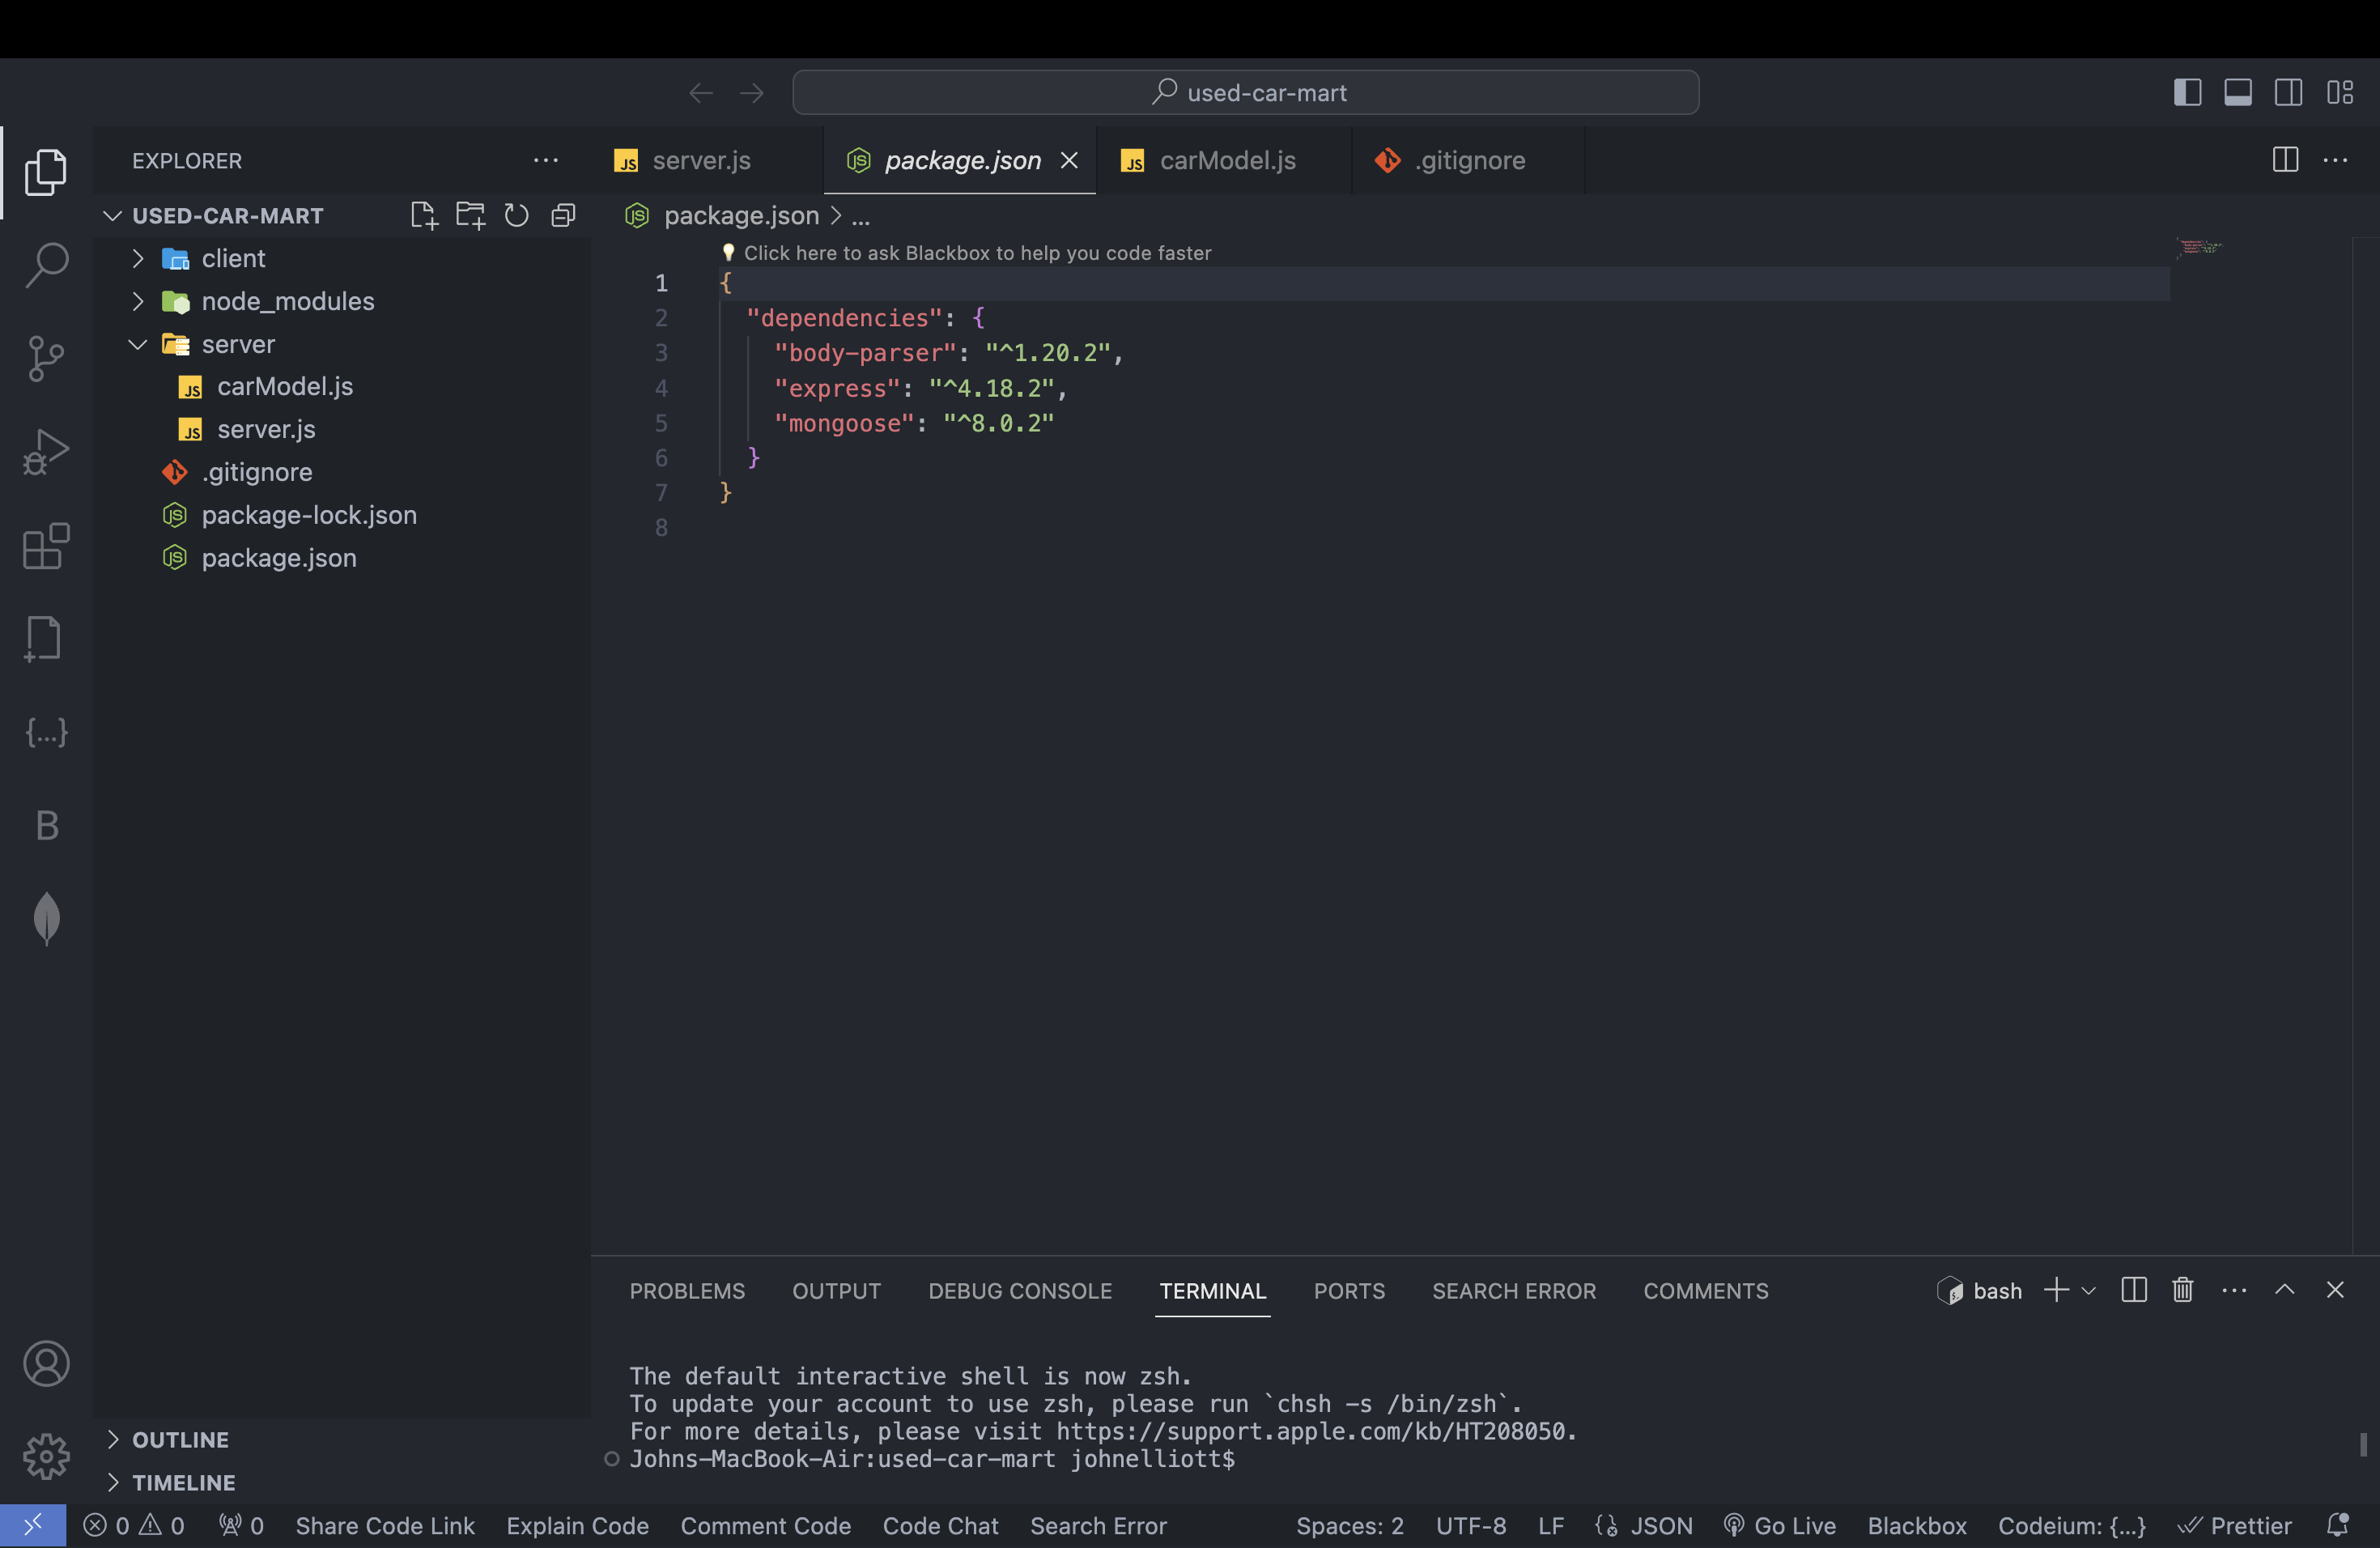 used-car-mart
EXPLORER
USED-CAR-MART
client
node_modules
server
JS carModel.js
JS server.js
.gitignore
package-lock.json
package.json
OUTLINE
TIMELINE
JS server.js
package.json
JS carModel.js
.gitignore
package.json > ...
Click here to ask Blackbox to help you code faster
1 {
2 "dependencies": {
3 "body-parser": "^1.20.2",
4 "express": "^4.18.2",
5 "mongoose": "^8.0.2"
6 }
7 }
8
{...}
B
PROBLEMS OUTPUT DEBUG CONSOLE TERMINAL PORTS SEARCH ERROR COMMENTS bash
The default interactive shell is now zsh.
To update your account to use zsh, please run `chsh -s /bin/zsh`.
For more details, please visit https://support.apple.com/kb/HT208050.
Johns-MacBook-Air:used-car-mart johnelliott$
0 0 0 Share Code Link Explain Code Comment Code Code Chat Search Error Spaces: 2 UTF-8 LF JSON Go Live Blackbox Codeium: {...} Prettier